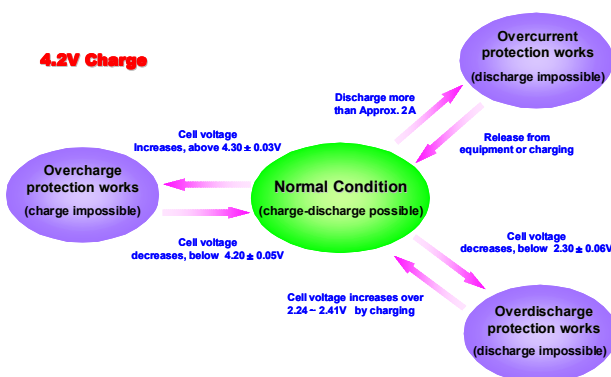 4.2V Charge
Overcurrent
protection works
(discharge impossible)
Discharge more
than Approx. 2A
Release from
equipment or charging
Cell voltage
increases, above 4.30 ± 0.03V
Overcharge
protection works
(charge impossible)
Normal Condition
(charge-discharge possible)
Cell voltage
decreases, below 4.20 ± 0.05V
Cell voltage
decreases, below 2.30 ± 0.06V
Cell voltage increases over
2.24 ~ 2.41V by charging
Overdischarge
protection works
(discharge impossible)